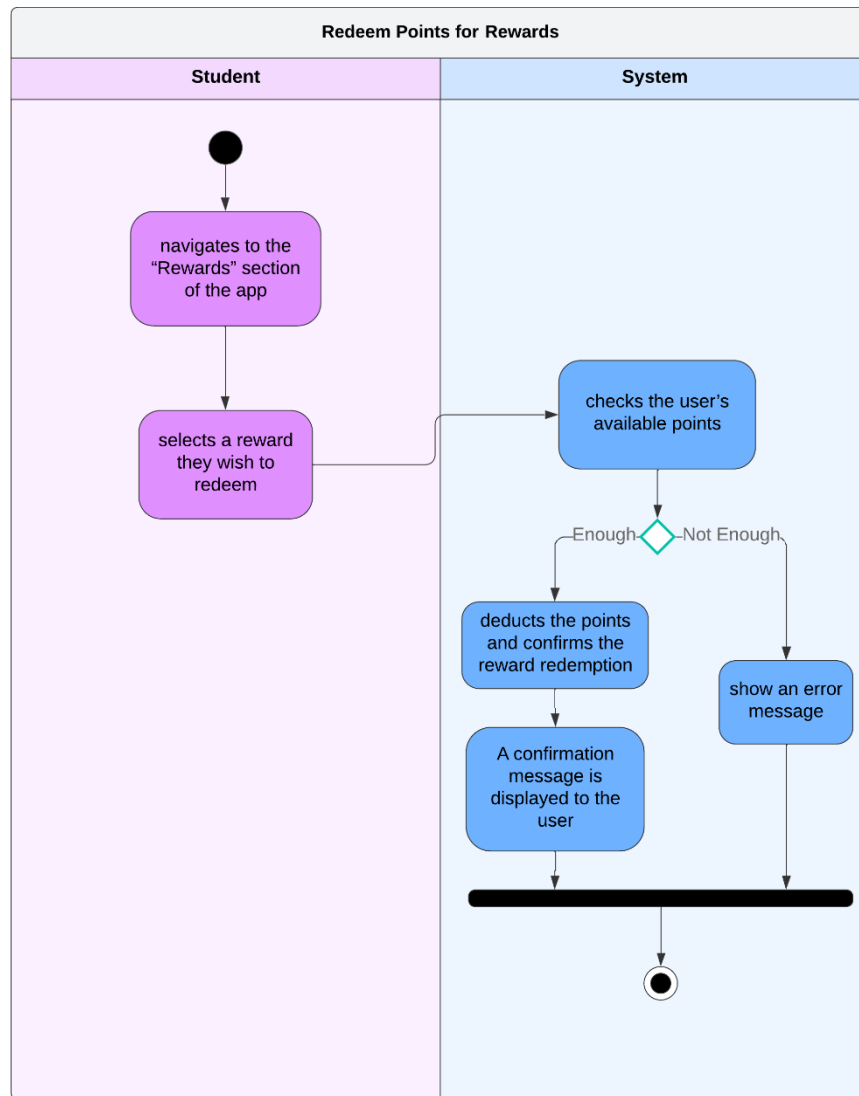 Redeem Points for Rewards
Student
System
navigates to the
“Rewards” section
of the app
selects a reward
they wish to
redeem
checks the user’s
available points
Enough
Not Enough
deducts the points
and confirms the
reward redemption
show an error
message
A confirmation
message is
displayed to the
user